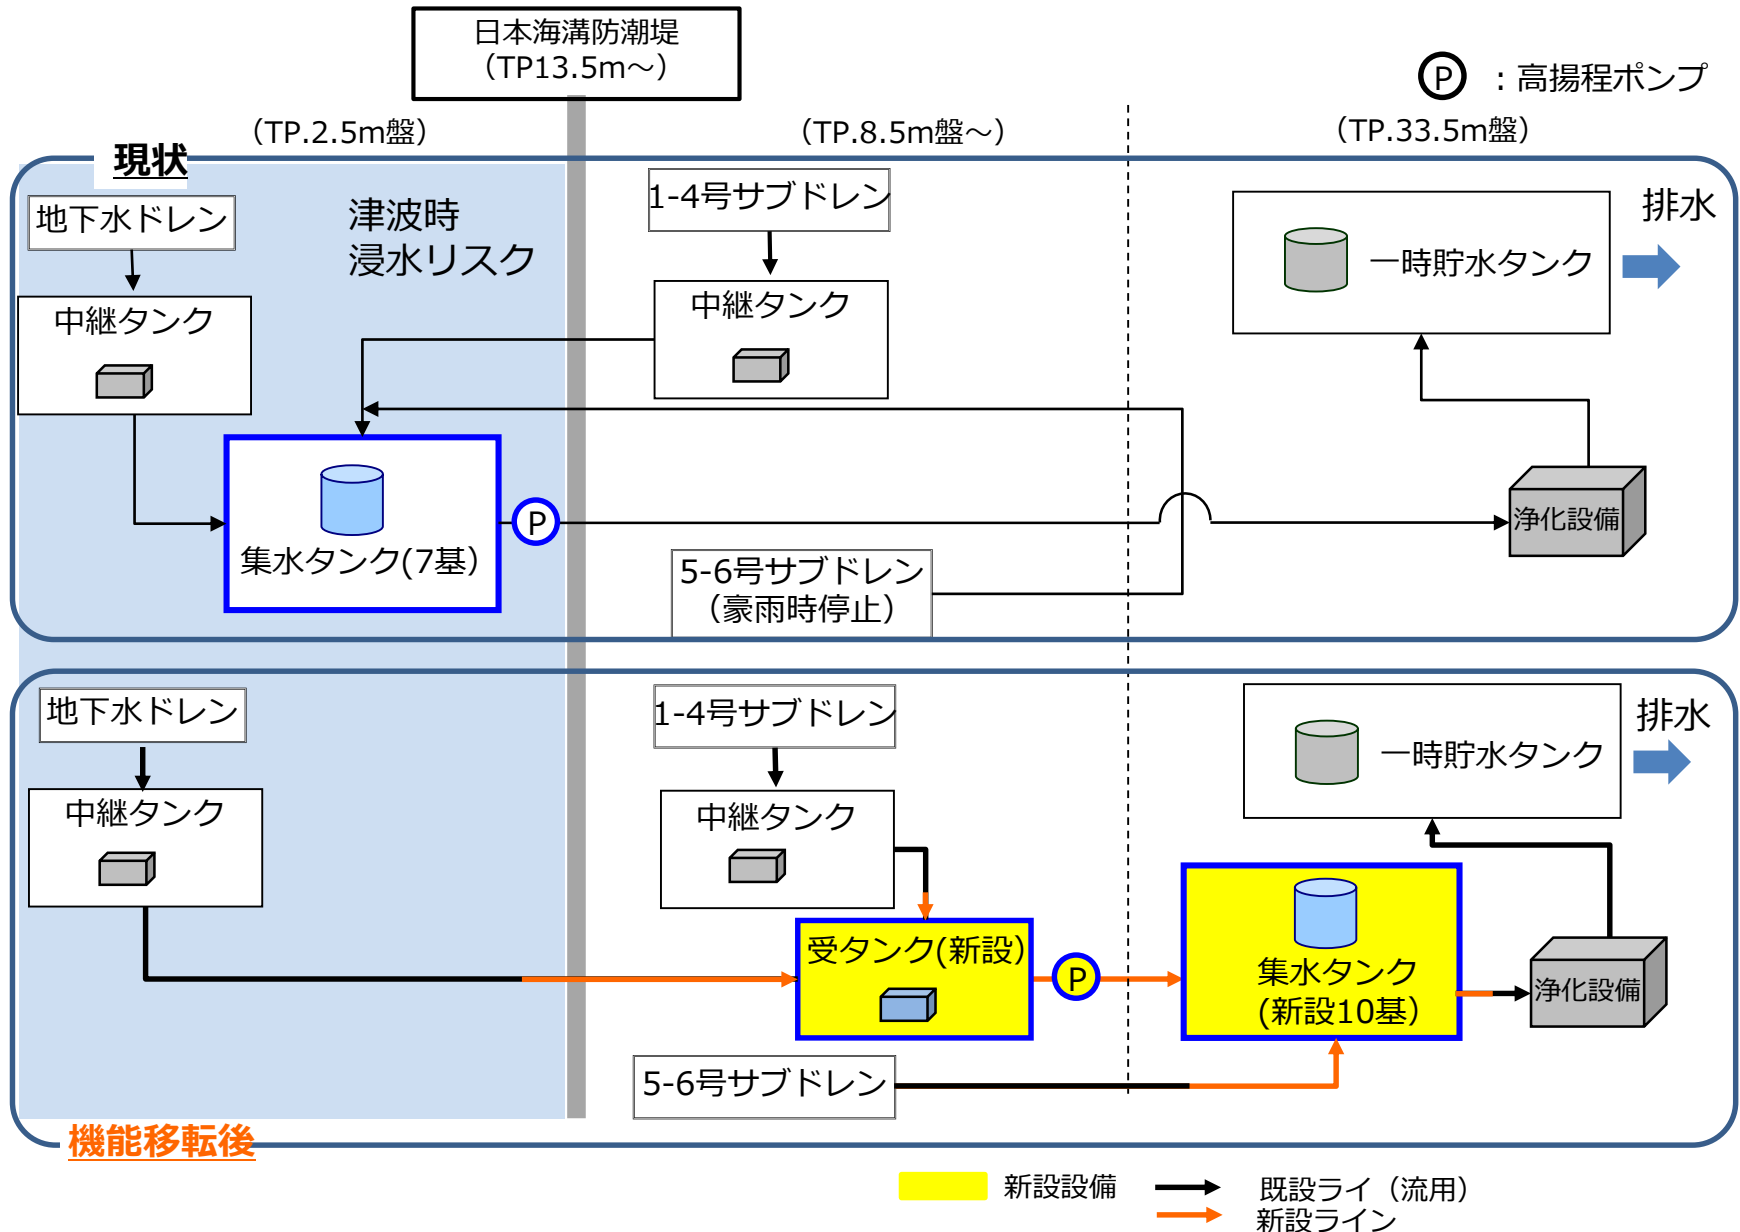 日本海溝防潮堤
（TP13.5m～）
P ：高揚程ポンプ
（TP.2.5m盤）
（TP.8.5m盤～）
（TP.33.5m盤）
現状
地下水ドレン
津波時
浸水リスク
1-4号サブドレン
排水
一時貯水タンク
中継タンク
中継タンク
集水タンク(7基）
P
浄化設備
5-6号サブドレン
（豪雨時停止）
地下水ドレン
1-4号サブドレン
排水
一時貯水タンク
中継タンク
中継タンク
受タンク(新設）
P
集水タンク
(新設10基）
浄化設備
5-6号サブドレン
機能移転後
新設設備
既設ライ（流用）
新設ライン